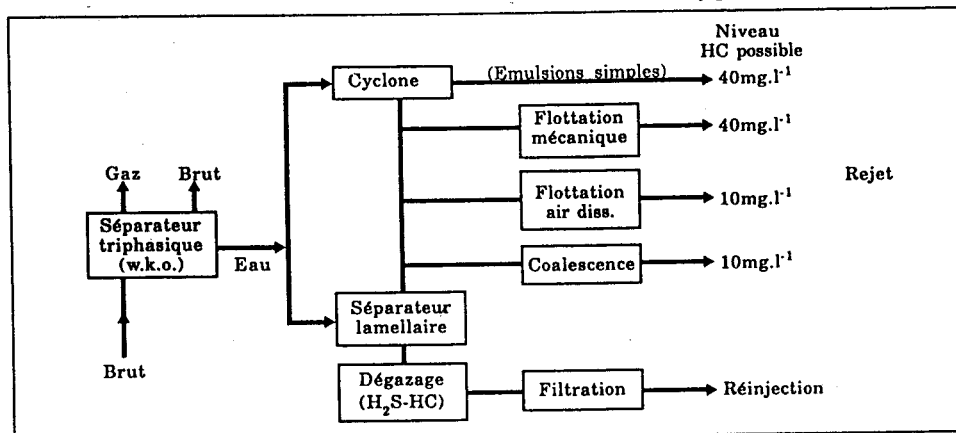 Niveau
HC possible
Cyclone
(Emulsions simples)
40mg.l⁻¹
Flottation
mécanique
40mg.l⁻¹
Gaz
Brut
Rejet
Flottation
air diss.
10mg.l⁻¹
Séparateur
triphasique
(w.k.o.)
Eau
Coalescence
10mg.l⁻¹
Séparateur
lamellaire
Brut
Dégazage
(H₂S-HC)
Filtration
Réinjection